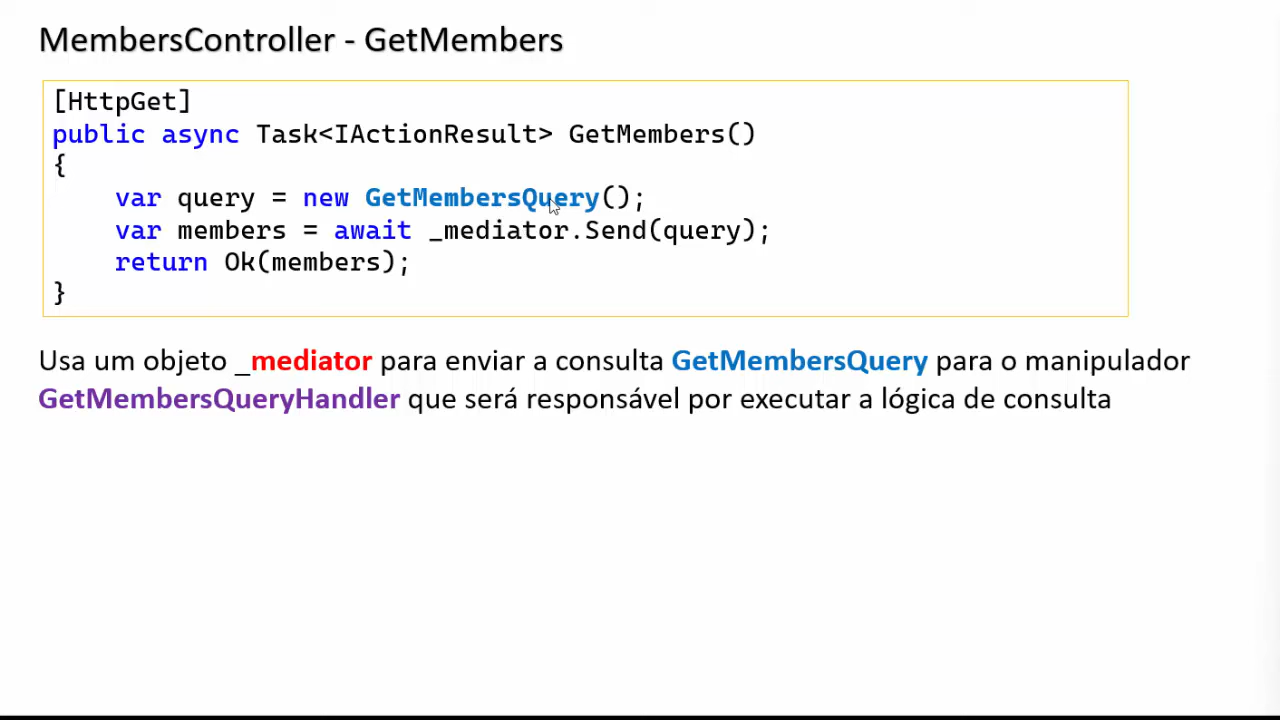 MembersController - GetMembers
[HttpGet]
public async Task<IActionResult> GetMembers()
{
    var query = new GetMembersQuery();
    var members = await _mediator.Send(query);
    return Ok(members);
}
Usa um objeto _mediator para enviar a consulta GetMembersQuery para o manipulador
GetMembersQueryHandler que será responsável por executar a lógica de consulta